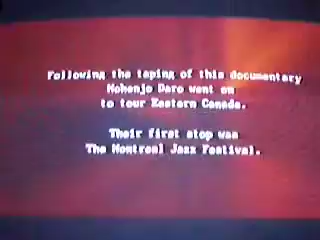 Following the taping of this documentary
Mohenjo Daro went on
to tour Eastern Canada.
Their first stop was
The Montreal Jazz Festival.